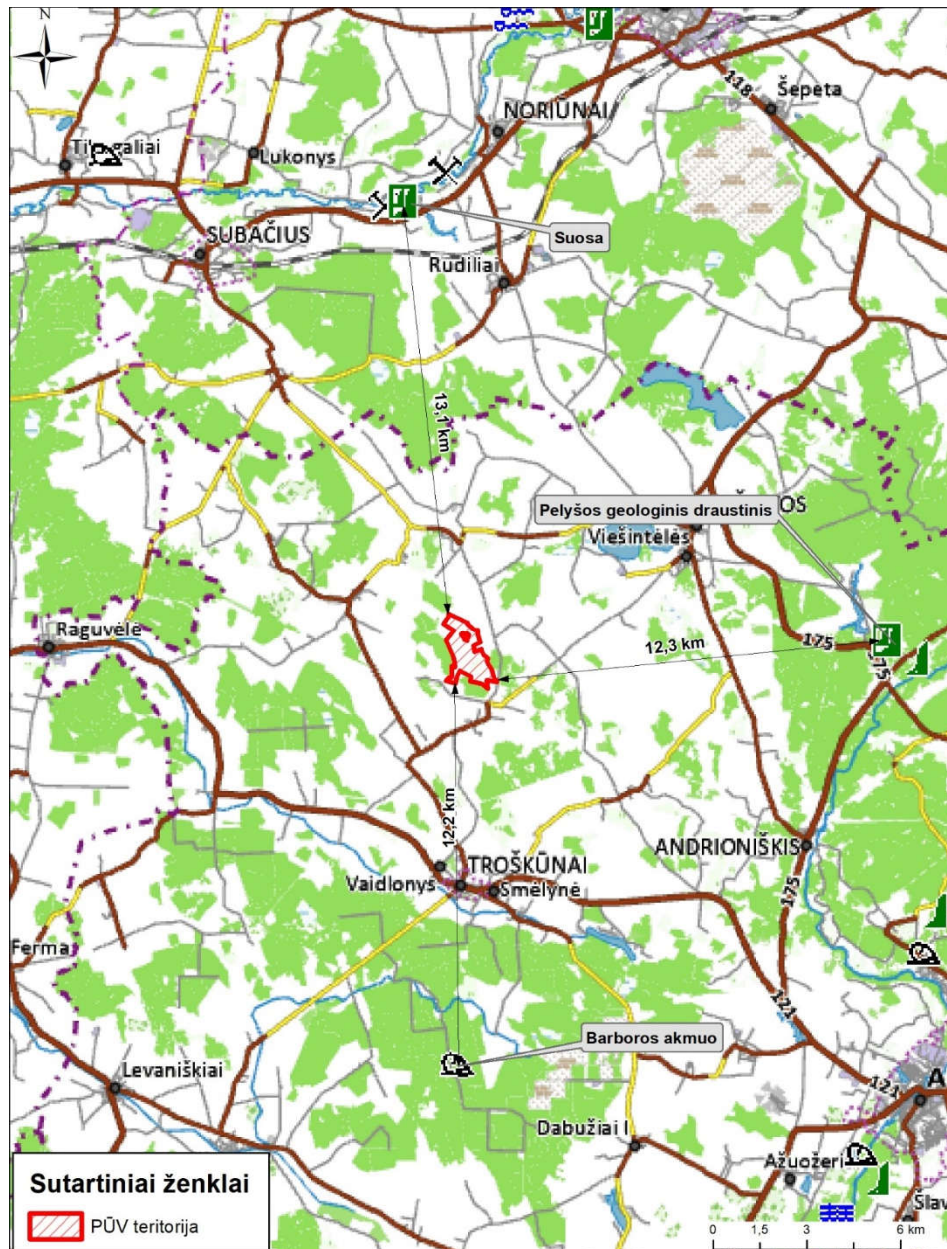 N
Šepeta
118
NORIŪNAI
Lukonys
Suosa
SUBAČIUS
Rudiliai
13,1 km
Pelyšos geologinis draustinis
OS
Viešintėlės
Raguvėlė
12,3 km
175
175
12,2 km
ANDRIONIŠKIS
TROŠKŪNAI
Vaidlonys
Smėlynė
175
Ferma
121
Barboros akmuo
Levaniškiai
121
A
Dabužiai I
Ažuožeri
Šlav
Sutartiniai ženklai
PŪV teritorija
0 1,5 3 6 km